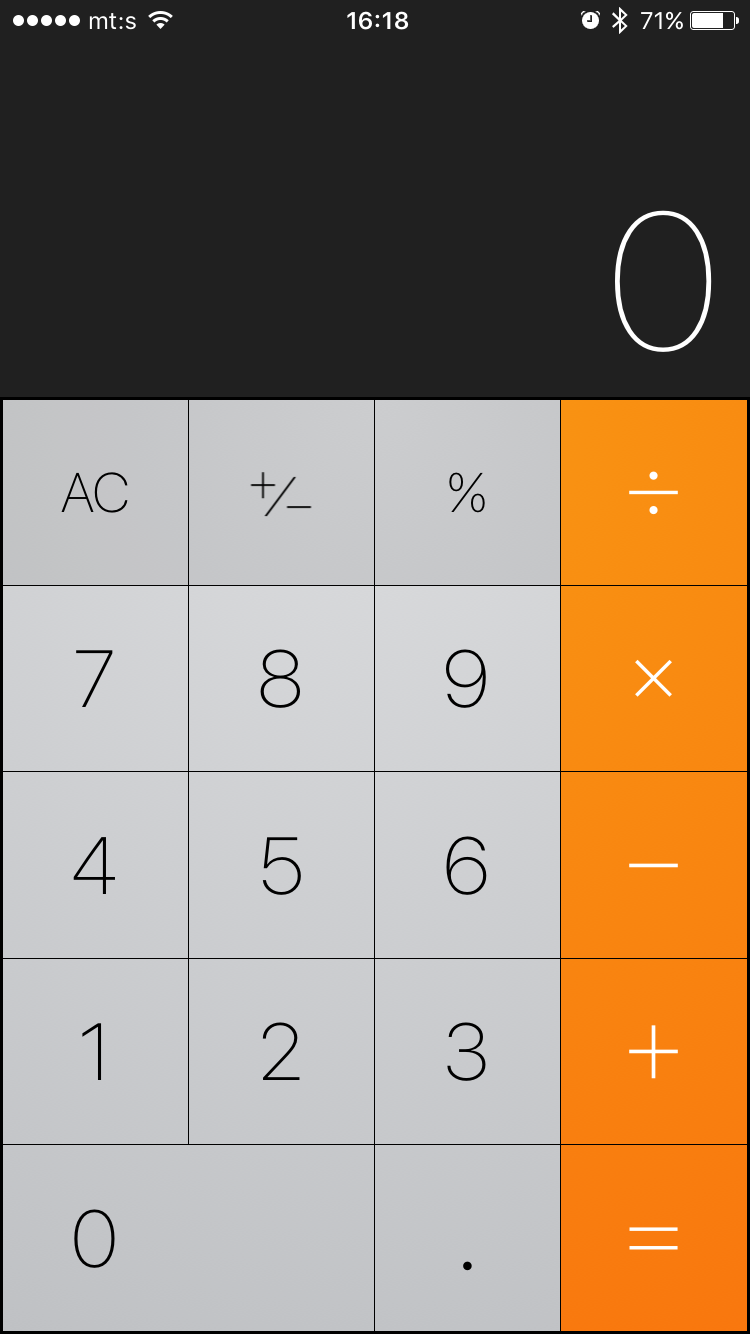 mt:s 16:18 71%
0
AC +/− %  ÷
7 8 9 ×
4 5 6 −
1 2 3 +
0 . =